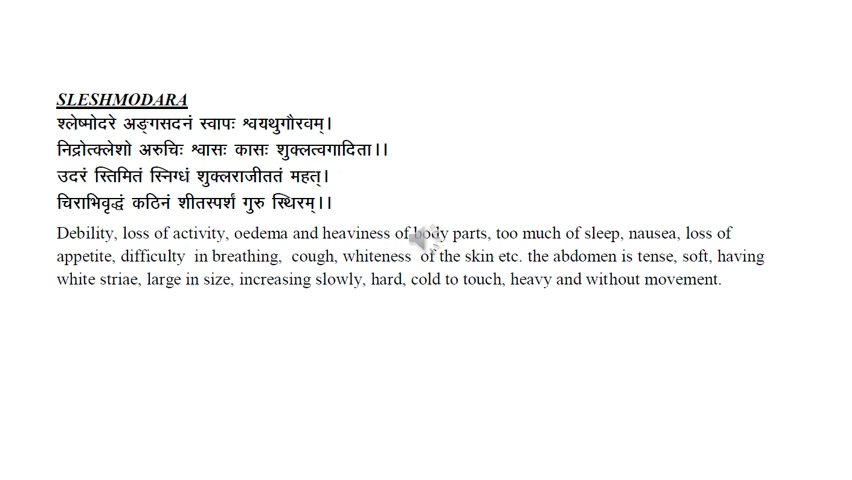 SLESHMODARA
श्लेष्मोदरे अङ्गसदनं स्वापः श्वयथुगौरवम्।
निद्रोत्क्लेशो अरुचिः श्वासः कासः शुक्लत्वगादिता।।
उदरं स्तिमितं स्निग्धं शुक्लराजीततं महत्।
चिराभिवृद्धं कठिनं शीतस्पर्शं गुरु स्थिरम्।।
Debility, loss of activity, oedema and heaviness of body parts, too much of sleep, nausea, loss of
appetite, difficulty in breathing, cough, whiteness of the skin etc. the abdomen is tense, soft, having
white striae, large in size, increasing slowly, hard, cold to touch, heavy and without movement.